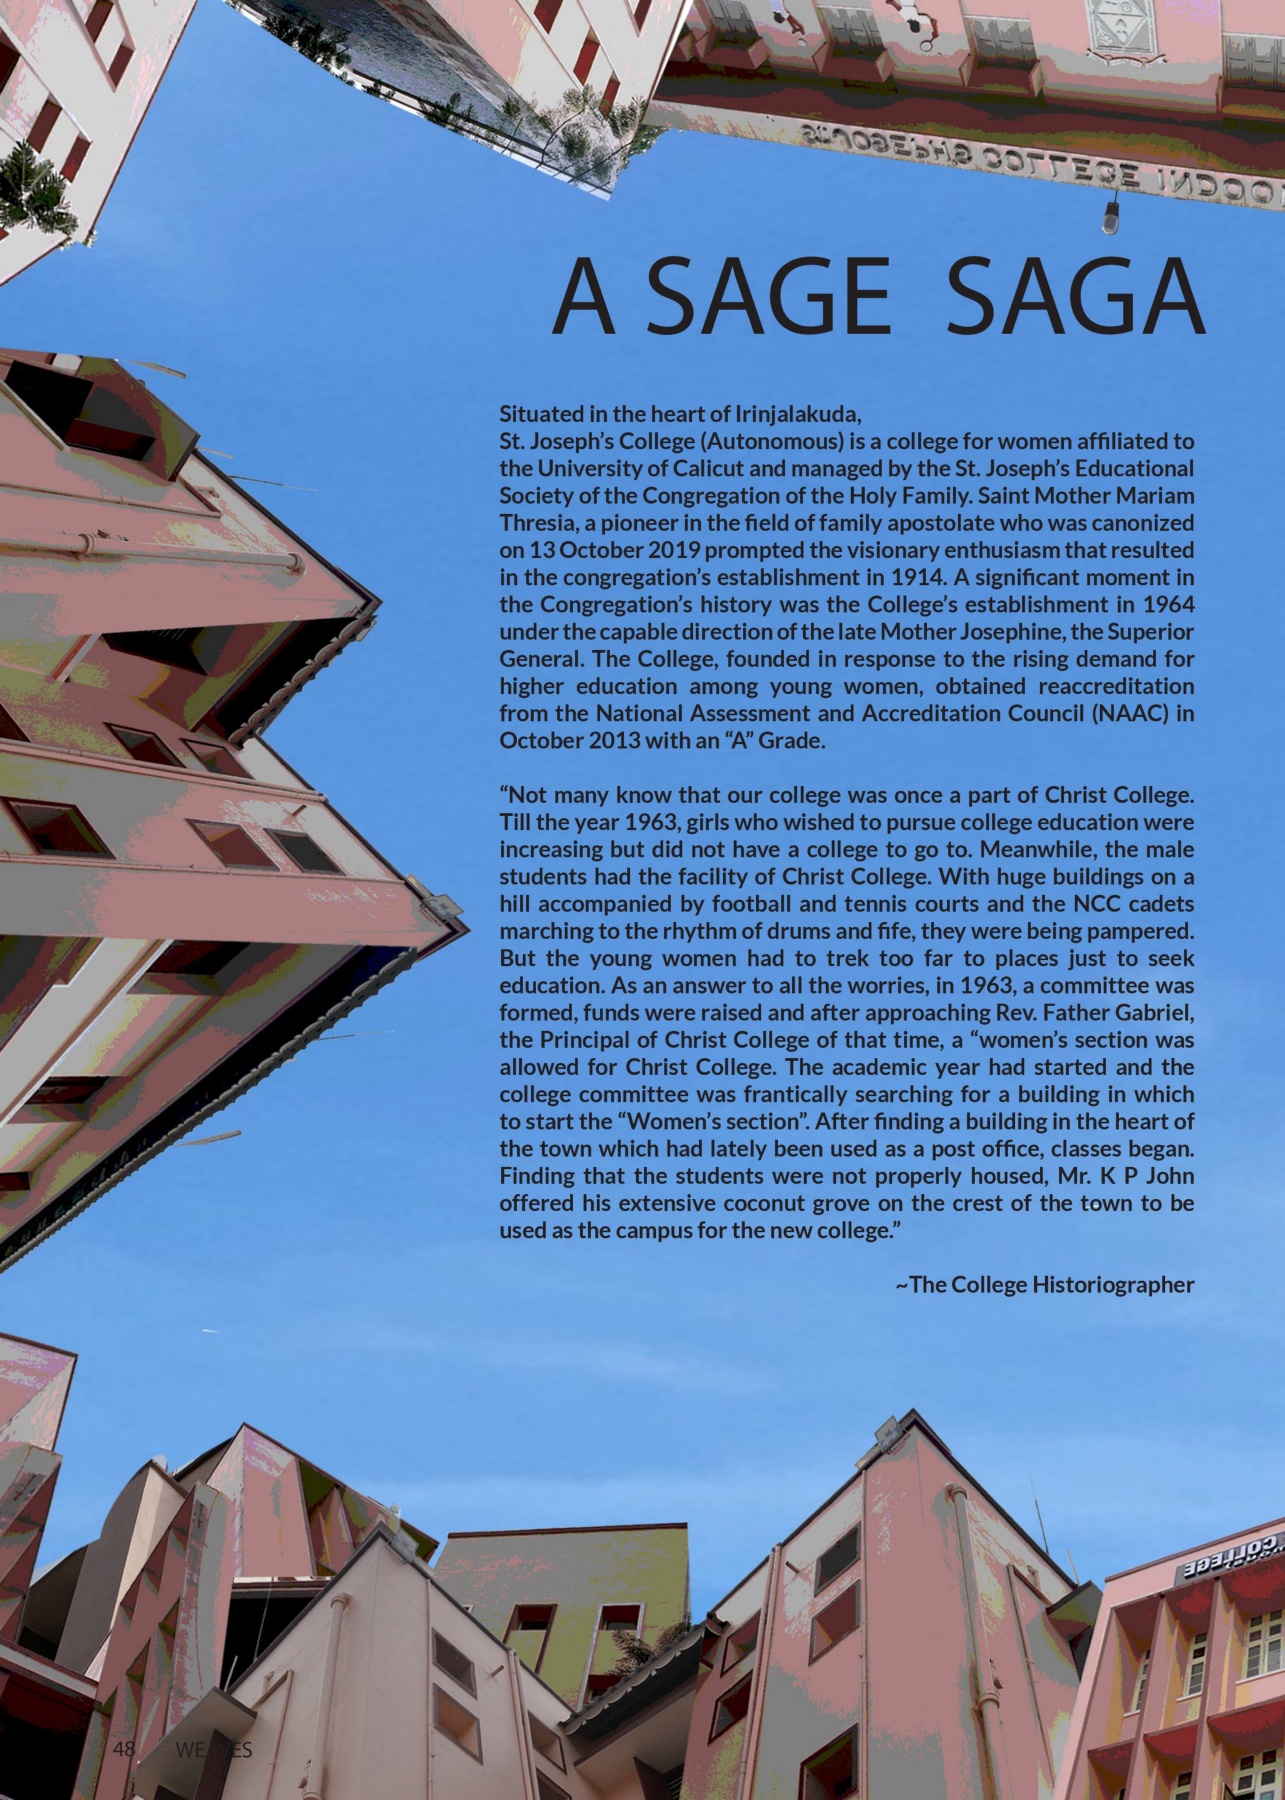 ST.JOSEPHS COLLEGE INDOO
A SAGE SAGA
Situated in the heart of Irinjalakuda,
St. Joseph’s College (Autonomous) is a college for women affiliated to
the University of Calicut and managed by the St. Joseph’s Educational
Society of the Congregation of the Holy Family. Saint Mother Mariam
Thresia, a pioneer in the field of family apostolate who was canonized
on 13 October 2019 prompted the visionary enthusiasm that resulted
in the congregation’s establishment in 1914. A significant moment in
the Congregation’s history was the College’s establishment in 1964
under the capable direction of the late Mother Josephine, the Superior
General. The College, founded in response to the rising demand for
higher education among young women, obtained reaccreditation
from the National Assessment and Accreditation Council (NAAC) in
October 2013 with an “A” Grade.
“Not many know that our college was once a part of Christ College.
Till the year 1963, girls who wished to pursue college education were
increasing but did not have a college to go to. Meanwhile, the male
students had the facility of Christ College. With huge buildings on a
hill accompanied by football and tennis courts and the NCC cadets
marching to the rhythm of drums and fife, they were being pampered.
But the young women had to trek too far to places just to seek
education. As an answer to all the worries, in 1963, a committee was
formed, funds were raised and after approaching Rev. Father Gabriel,
the Principal of Christ College of that time, a “women’s section was
allowed for Christ College. The academic year had started and the
college committee was frantically searching for a building in which
to start the “Women’s section”. After finding a building in the heart of
the town which had lately been used as a post office, classes began.
Finding that the students were not properly housed, Mr. K P John
offered his extensive coconut grove on the crest of the town to be
used as the campus for the new college.”
~The College Historiographer
COLLEGE
48 WEAVES